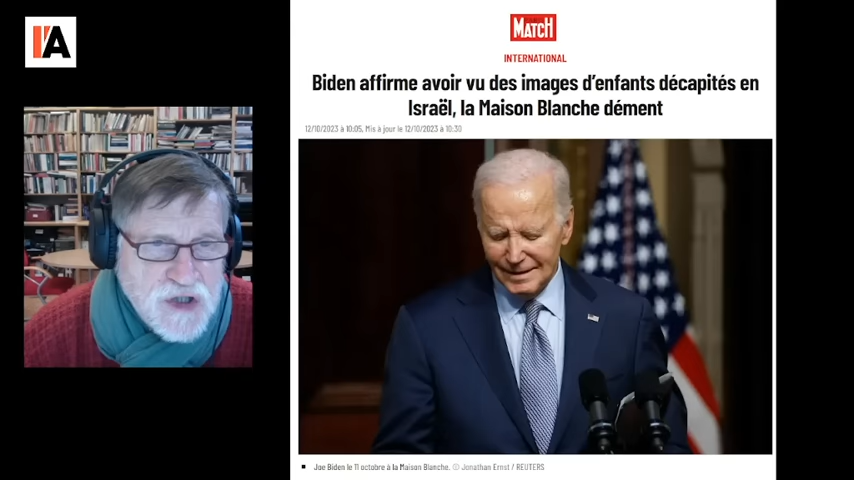 I'A
PARIS
MATCH
INTERNATIONAL
Biden affirme avoir vu des images d'enfants décapités en
Israël, la Maison Blanche dément
12/10/2023 à 10:05, Mis à jour le 12/10/2023 à 10:30
Joe Biden le 11 octobre à la Maison Blanche. © Jonathan Ernst / REUTERS